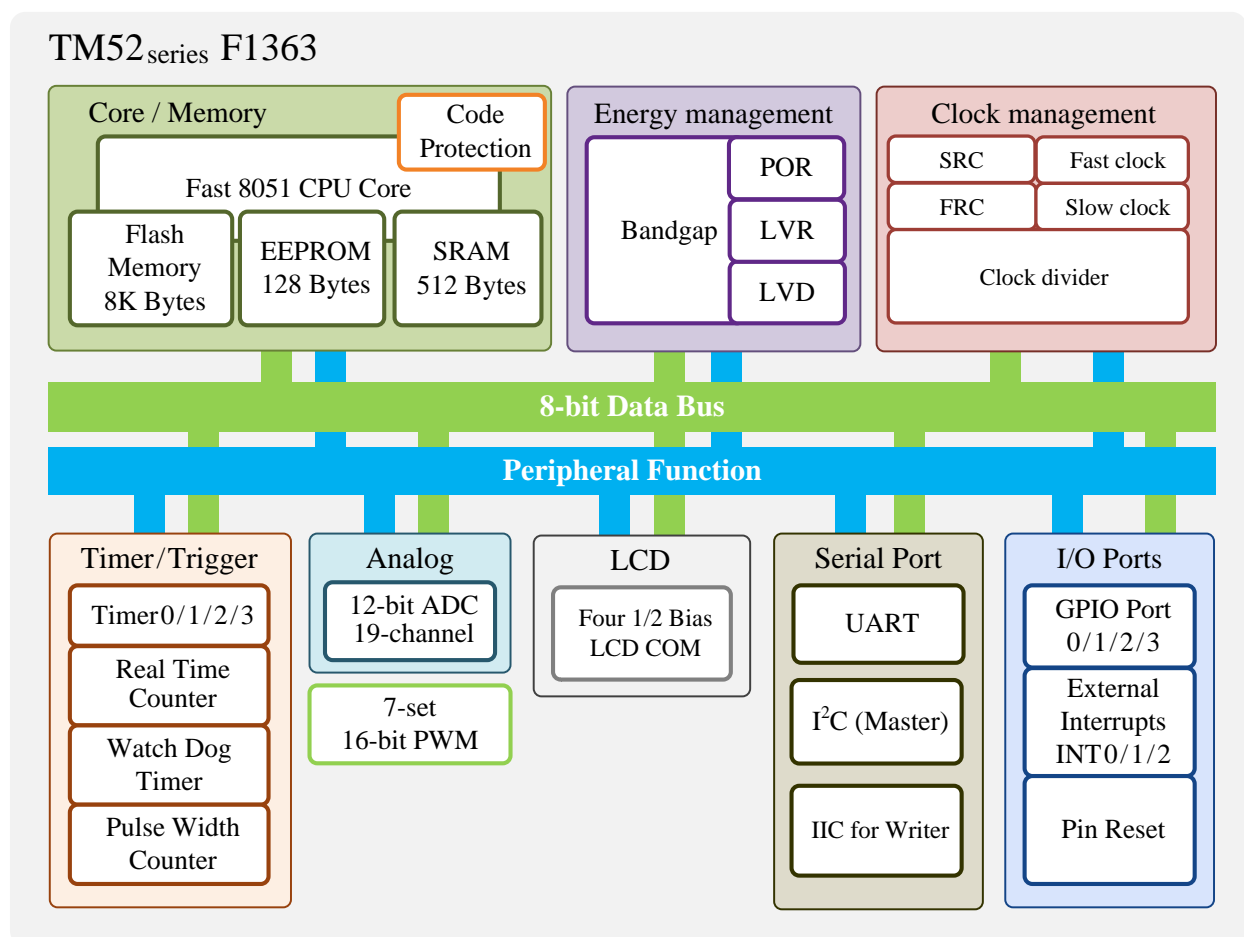 TM52series F1363
Core / Memory
Code
Protection
Fast 8051 CPU Core
Flash
Memory
8K Bytes
EEPROM
128 Bytes
SRAM
512 Bytes
Energy management
Bandgap
POR
LVR
LVD
Clock management
SRC
Fast clock
FRC
Slow clock
Clock divider
8-bit Data Bus
Peripheral Function
Timer/Trigger
Timer0/1/2/3
Real Time
Counter
Watch Dog
Timer
Pulse Width
Counter
Analog
12-bit ADC
19-channel
7-set
16-bit PWM
LCD
Four 1/2 Bias
LCD COM
Serial Port
UART
I²C (Master)
IIC for Writer
I/O Ports
GPIO Port
0/1/2/3
External
Interrupts
INT0/1/2
Pin Reset